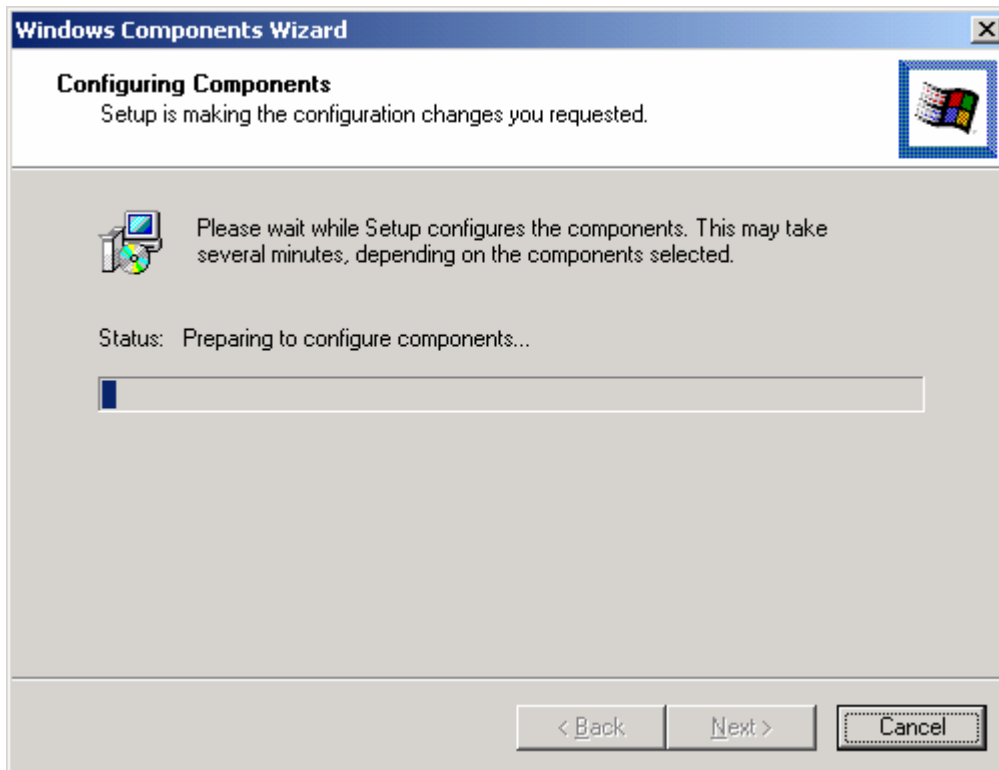 Windows Components Wizard
Configuring Components
Setup is making the configuration changes you requested.
Please wait while Setup configures the components. This may take
several minutes, depending on the components selected.
Status: Preparing to configure components...
< Back Next > Cancel